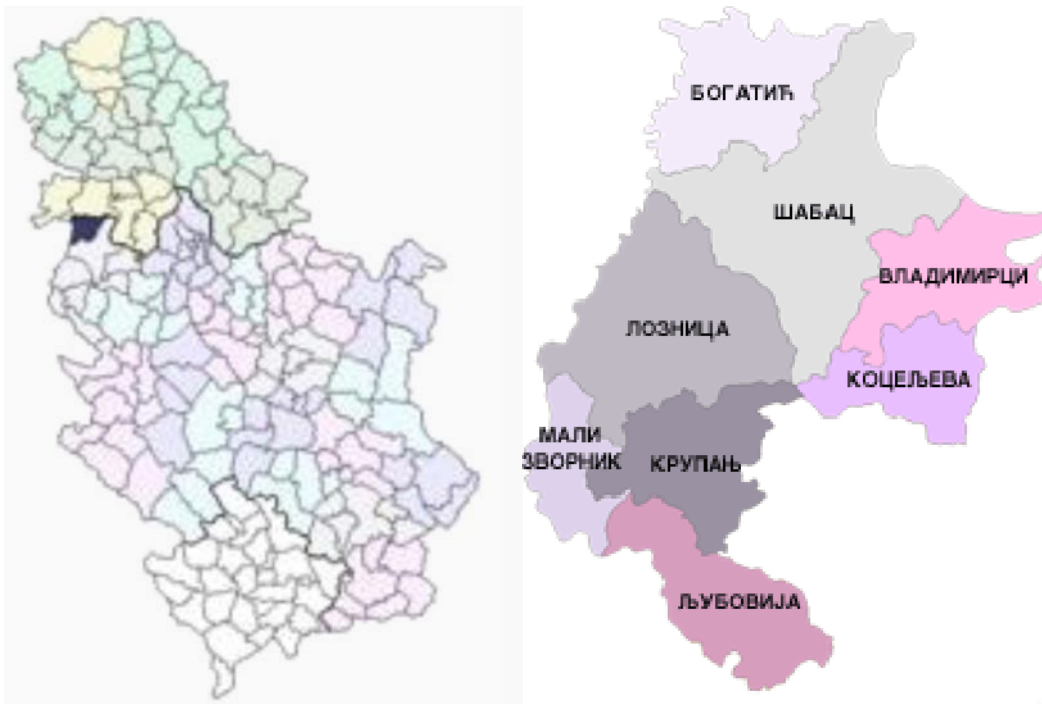 БОГАТИЋ
ШАБАЦ
ВЛАДИМИРЦИ
ЛОЗНИЦА
КОЦЕЉЕВА
МАЛИ
ЗВОРНИК
КРУПАЊ
ЉУБОВИЈА